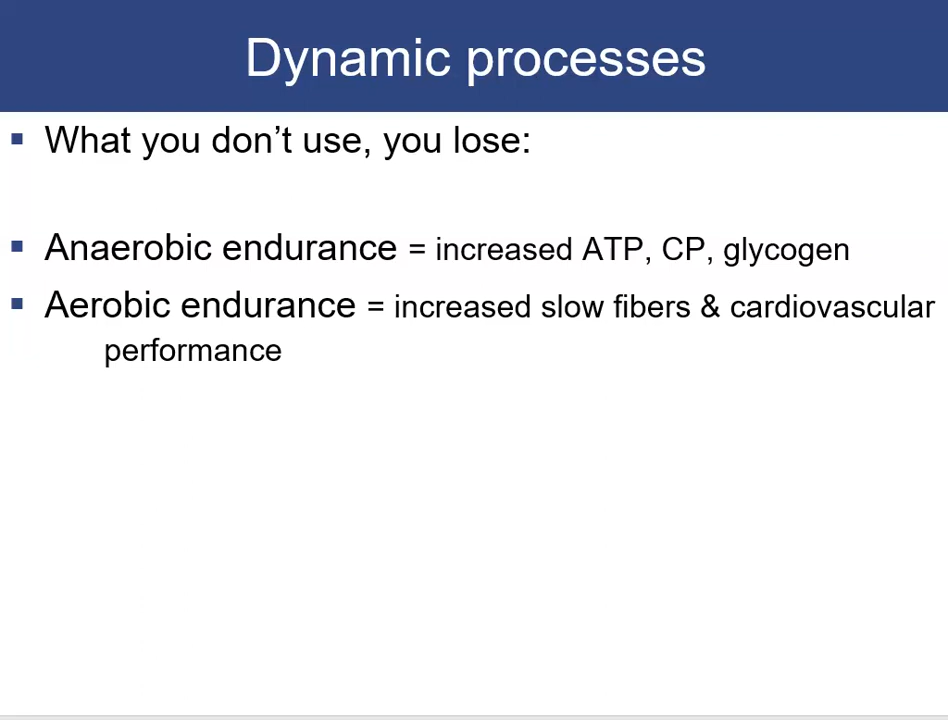 Dynamic processes
What you don’t use, you lose:
Anaerobic endurance = increased ATP, CP, glycogen
Aerobic endurance = increased slow fibers & cardiovascular
performance